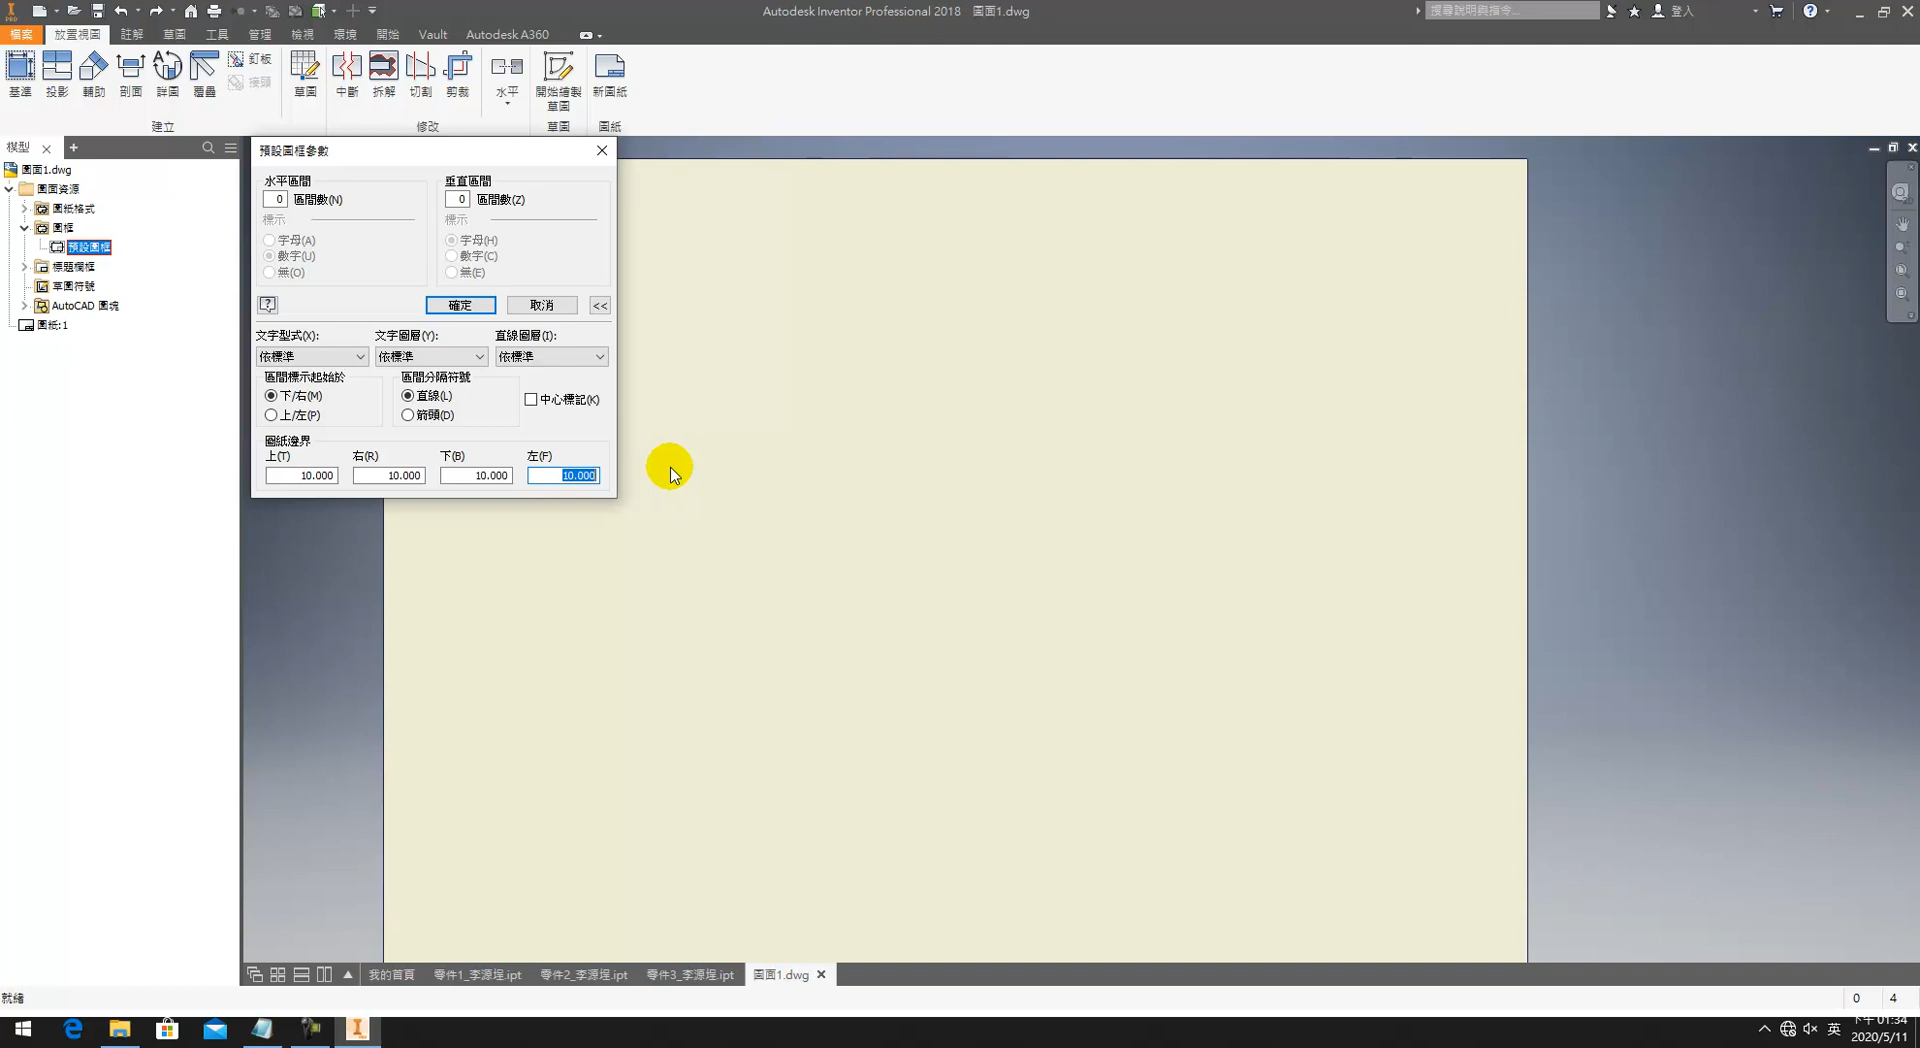 Autodesk Inventor Professional 2018 圖面1.dwg
搜尋說明與指令...
登入
檔案 放置視圖 註解 草圖 工具 管理 檢視 環境 開始 Vault Autodesk A360
釘板
接頭
基準 投影 輔助 剖面 詳圖 覆疊 草圖 中斷 拆解 切割 剪裁 水平 開始繪製 新圖紙
草圖
建立 修改 草圖 圖紙
模型
圖面1.dwg
圖面資源
圖紙格式
圖框
預設圖框
標題欄框
草圖符號
AutoCAD 圖塊
圖紙:1
預設圖框參數
水平區間 垂直區間
0 區間數(N) 0 區間數(Z)
標示 標示
字母(A) 字母(H)
數字(U) 數字(C)
無(O) 無(E)
確定 取消 <<
文字型式(X): 文字圖層(Y): 直線圖層(I):
依標準 依標準 依標準
區間標示起始於 區間分隔符號
下/右(M) 直線(L) 中心標記(K)
上/左(P) 箭頭(D)
圖紙邊界
上(T) 右(R) 下(B) 左(F)
10.000 10.000 10.000 10.000
我的首頁 零件1_李源埕.ipt 零件2_李源埕.ipt 零件3_李源埕.ipt 圖面1.dwg
就緒 0 4
英 下午 01:34
2020/5/11